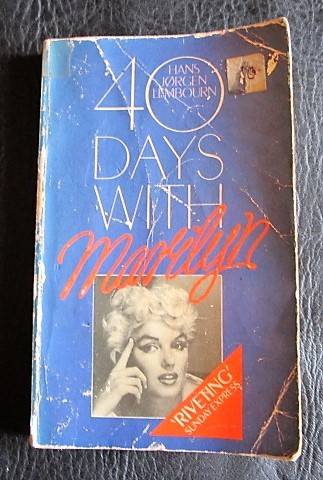 40
HANS
JØRGEN
LEMBOURN
DAYS
WITH
Marilyn
'RIVETING'
SUNDAY EXPRESS